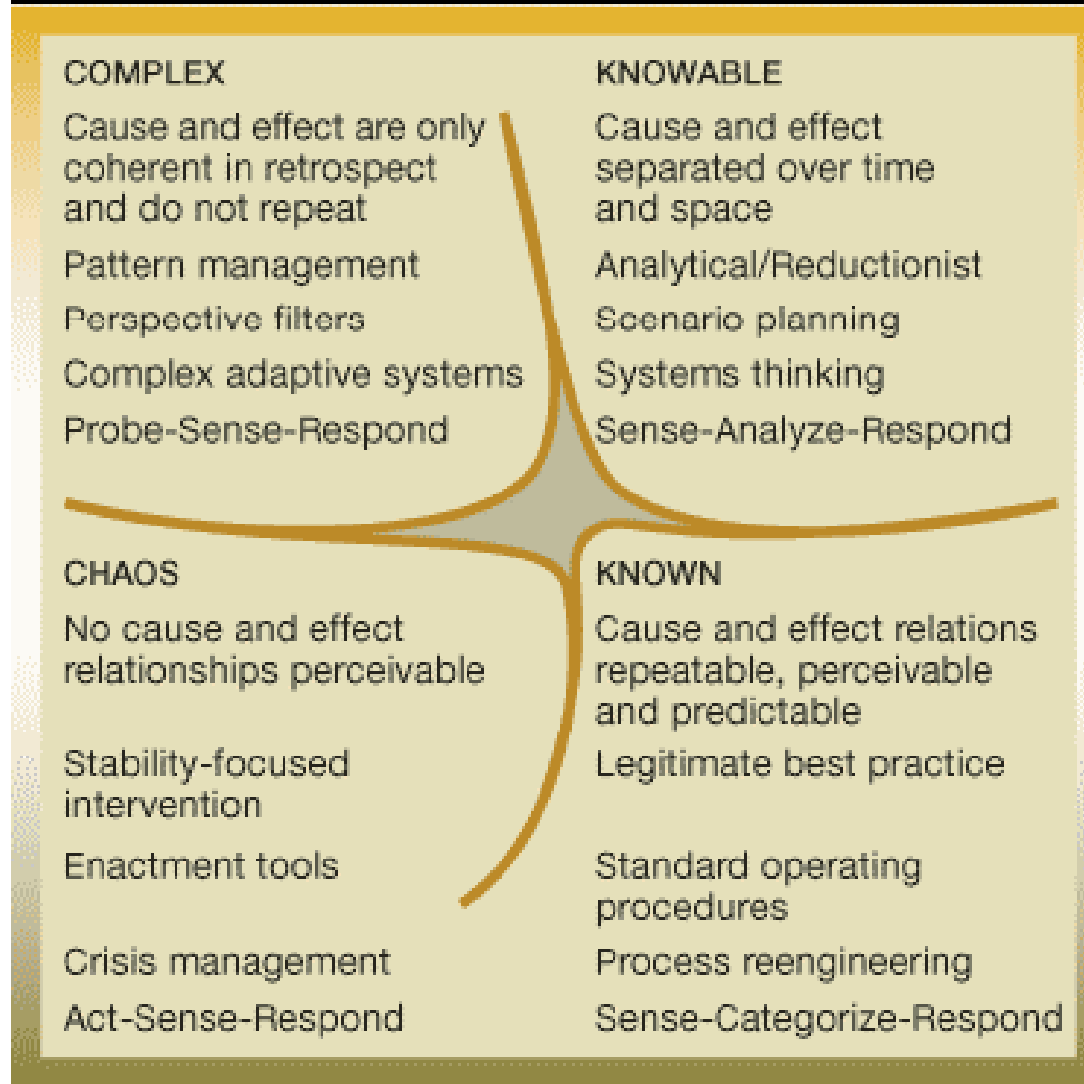 COMPLEX
Cause and effect are only
coherent in retrospect
and do not repeat
Pattern management
Perspective filters
Complex adaptive systems
Probe-Sense-Respond
KNOWABLE
Cause and effect
separated over time
and space
Analytical/Reductionist
Scenario planning
Systems thinking
Sense-Analyze-Respond
CHAOS
No cause and effect
relationships perceivable
Stability-focused
intervention
Enactment tools
Crisis management
Act-Sense-Respond
KNOWN
Cause and effect relations
repeatable, perceivable
and predictable
Legitimate best practice
Standard operating
procedures
Process reengineering
Sense-Categorize-Respond